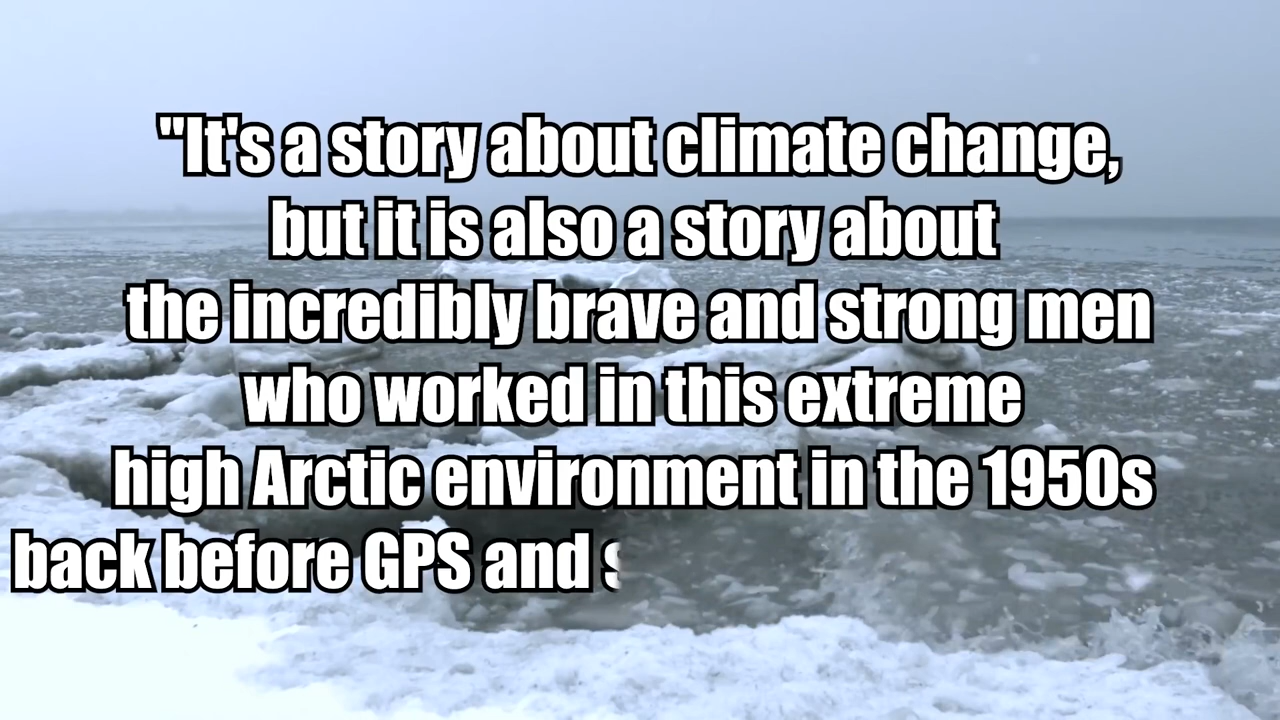 "It's a story about climate change,
but it is also a story about
the incredibly brave and strong men
who worked in this extreme
high Arctic environment in the 1950s
back before GPS and